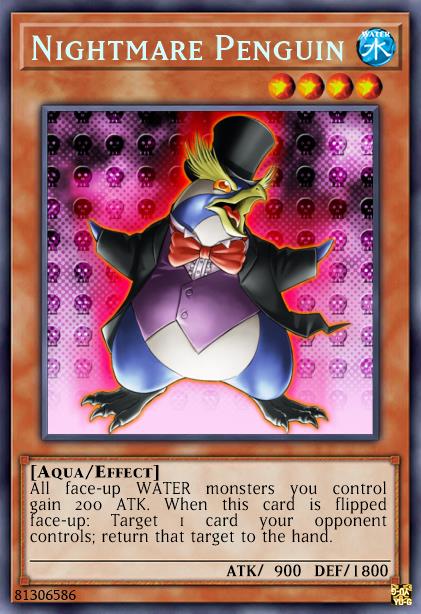 NIGHTMARE PENGUIN
WATER
水
[AQUA/EFFECT]
All face-up WATER monsters you control
gain 200 ATK. When this card is flipped
face-up: Target 1 card your opponent
controls; return that target to the hand.
ATK/ 900 DEF/1800
81306586